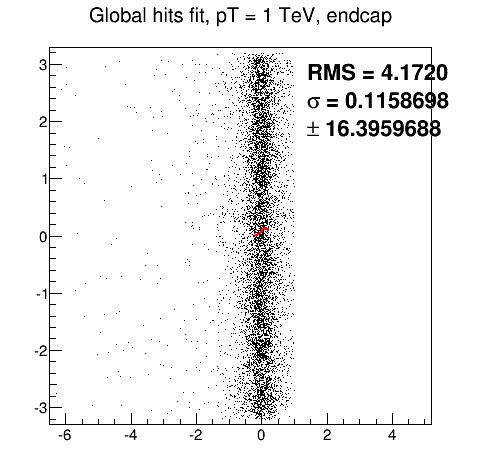 Global hits fit, pT = 1 TeV, endcap
RMS = 4.1720
σ = 0.1158698
± 16.3959688
3
2
1
0
-1
-2
-3
-6 -4 -2 0 2 4